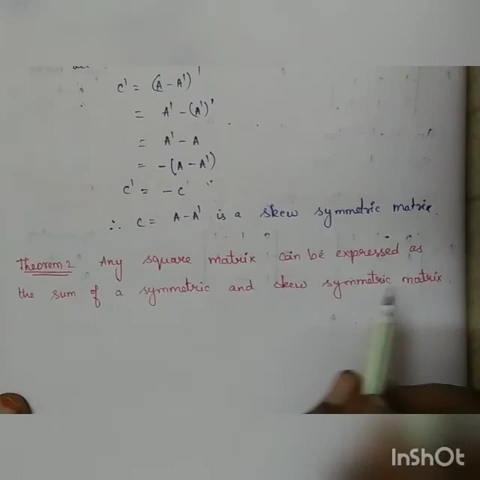 C' = (A - A')'
= A' - (A')'
= A' - A
= -(A - A')
C' = - C
∴ C = A - A' is a skew symmetric matrix.
Theorem 2 Any square matrix can be expressed as
the sum of a symmetric and skew symmetric matrix.
InShOt